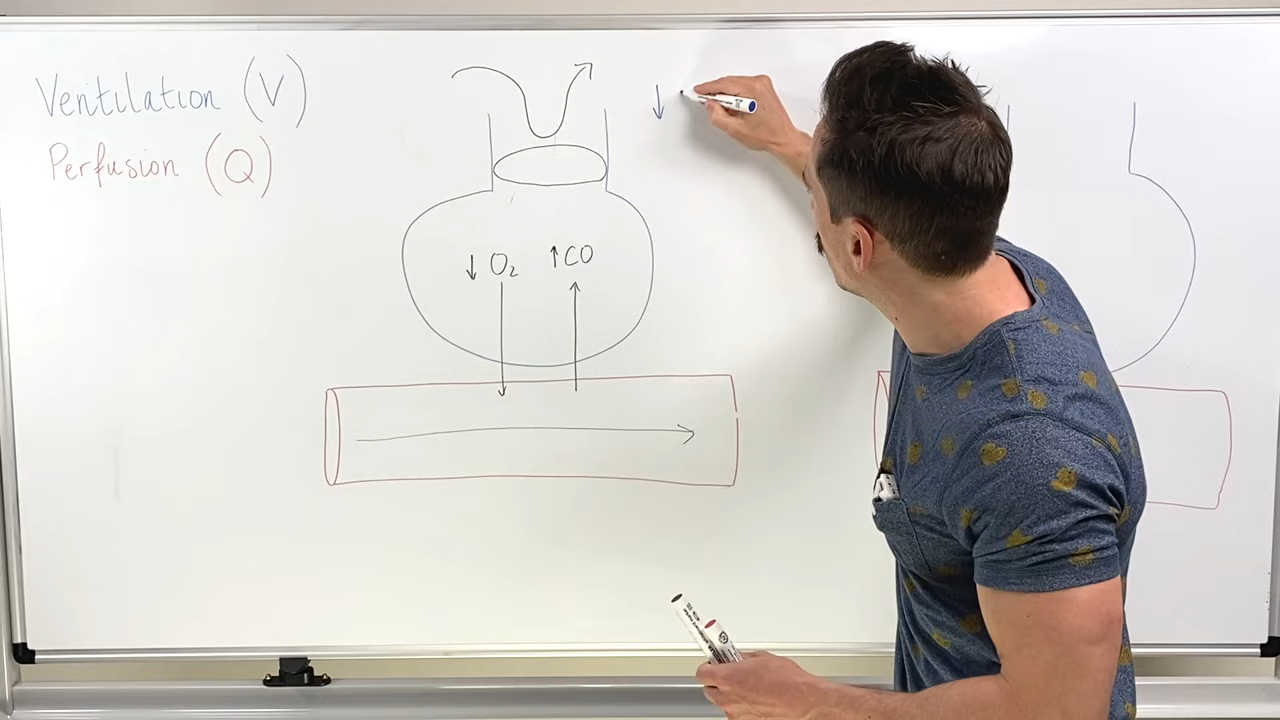 Ventilation (V)
Perfusion (Q)
↓ O₂ ↑ CO
↓